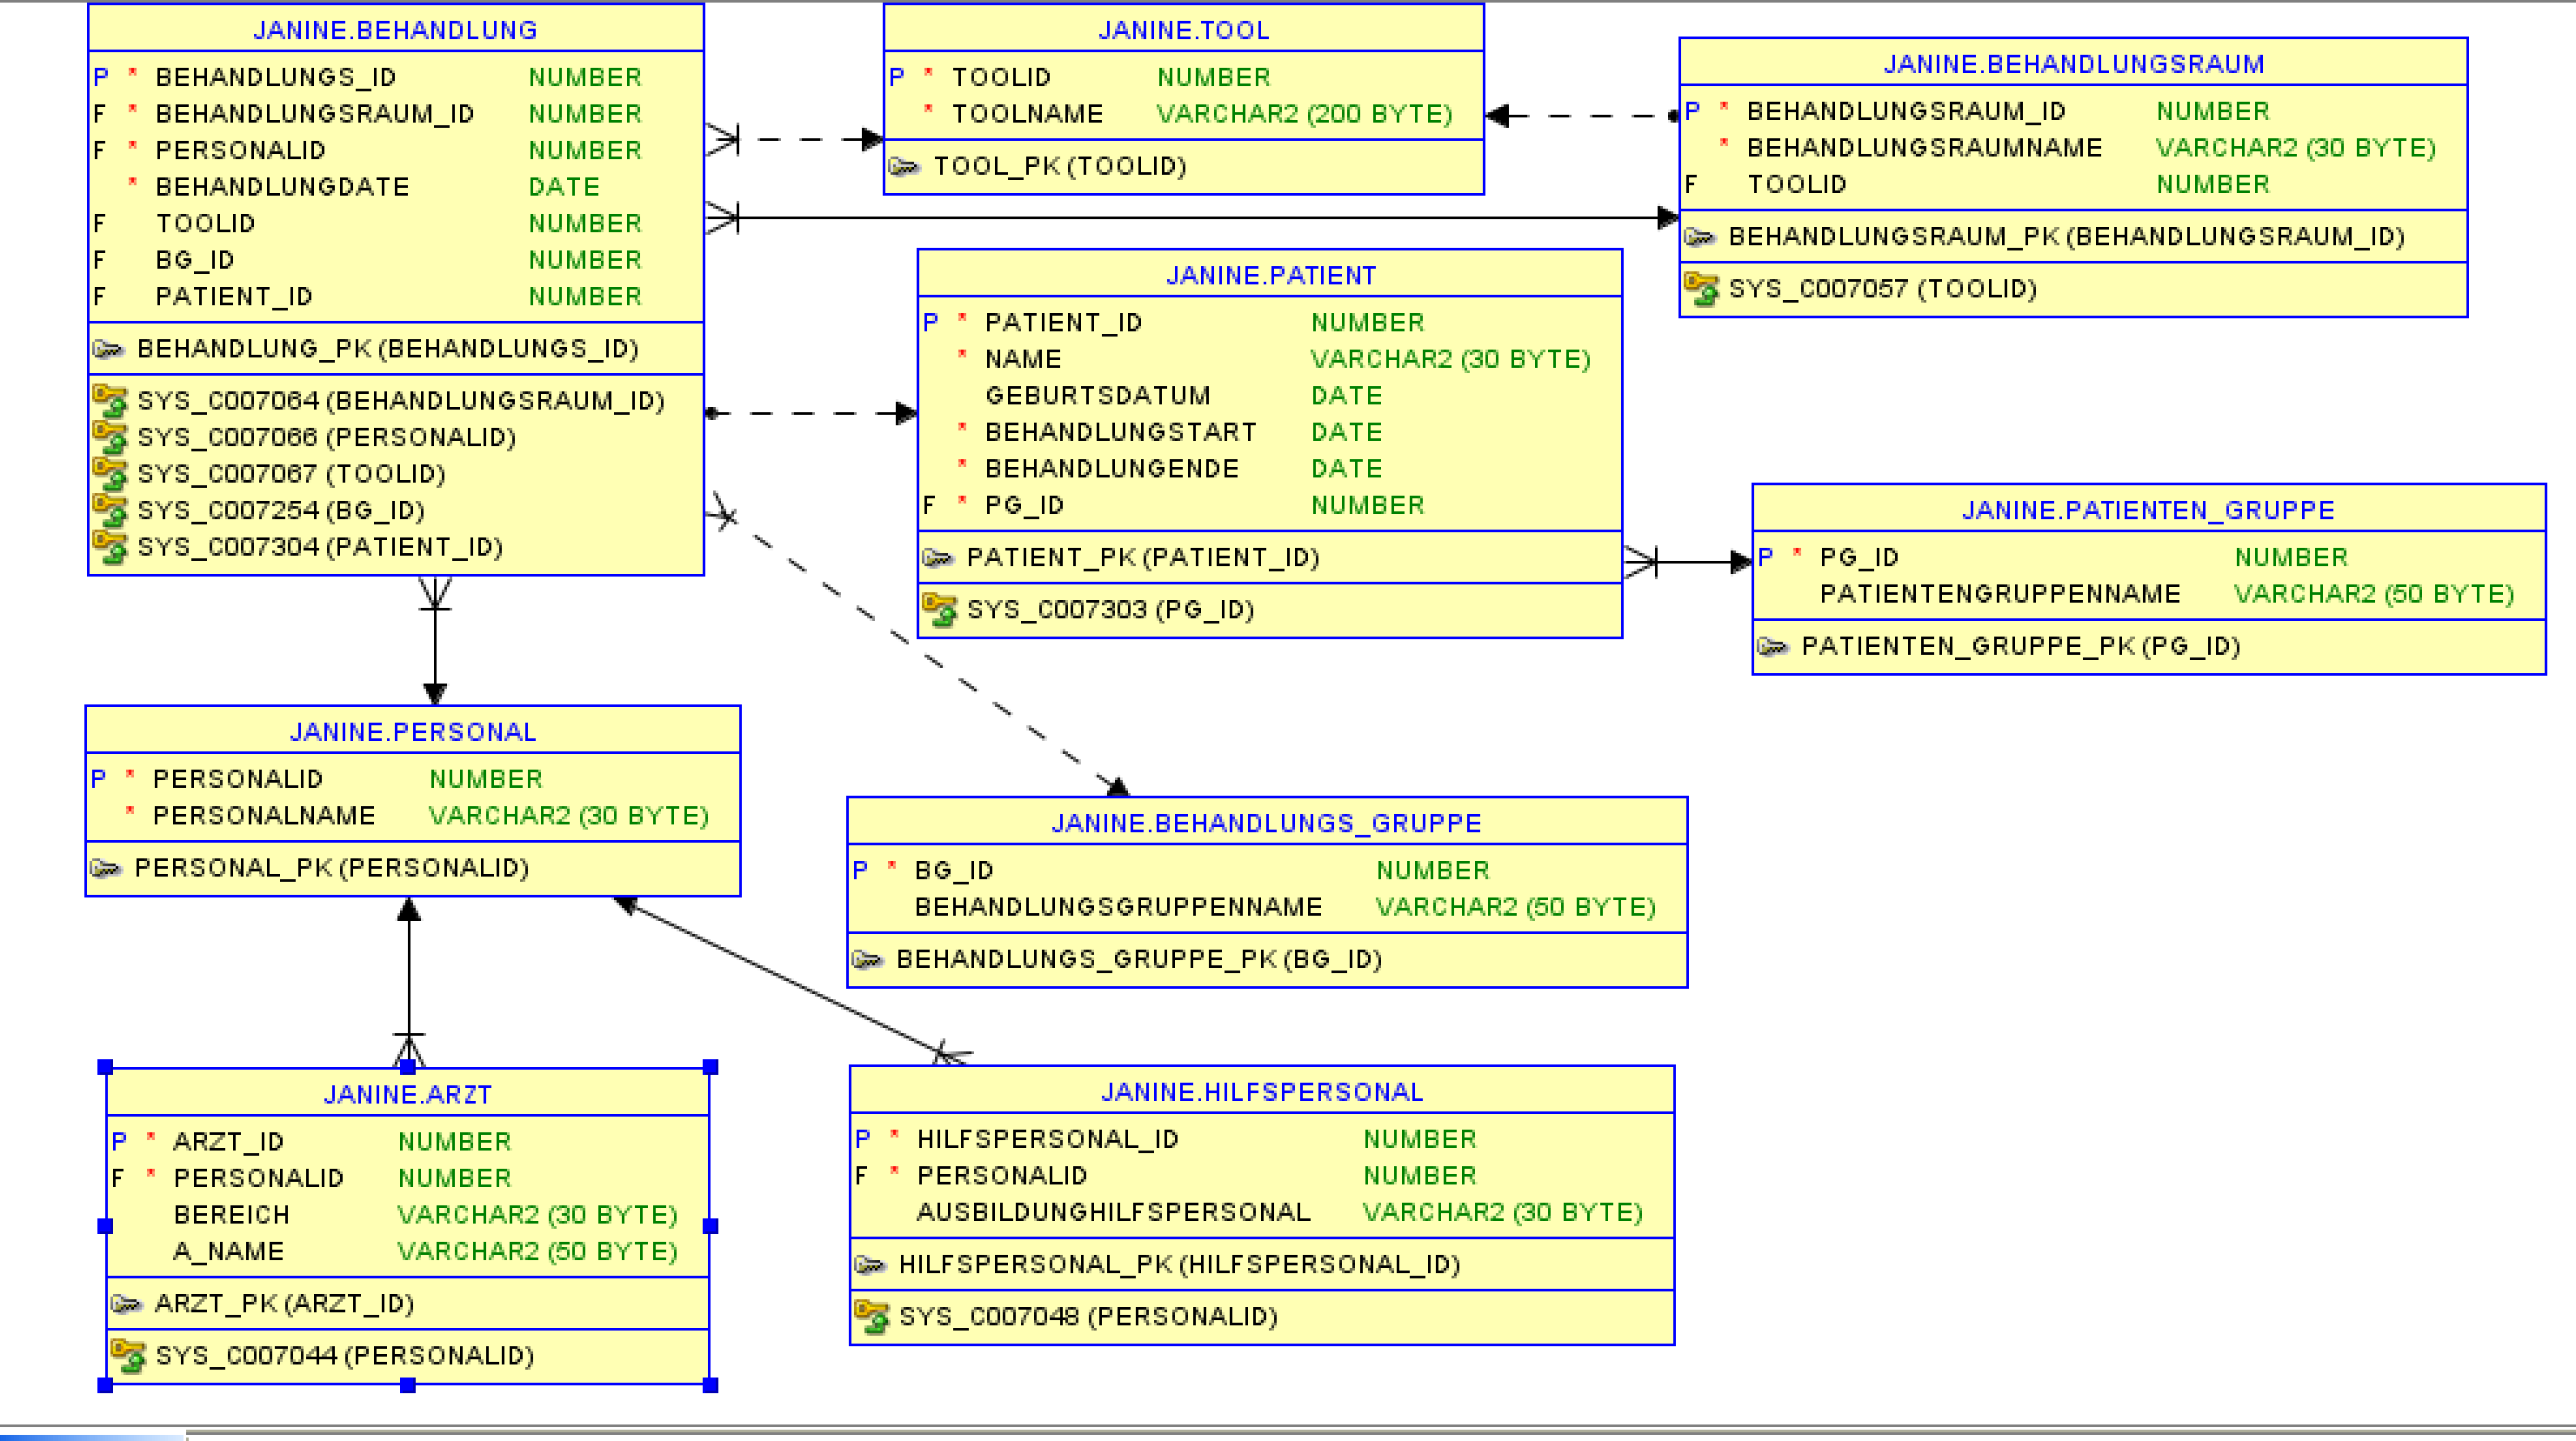 JANINE.BEHANDLUNG
P * BEHANDLUNGS_ID NUMBER
F * BEHANDLUNGSRAUM_ID NUMBER
F * PERSONALID NUMBER
* BEHANDLUNGDATE DATE
F TOOLID NUMBER
F BG_ID NUMBER
F PATIENT_ID NUMBER
BEHANDLUNG_PK (BEHANDLUNGS_ID)
SYS_C007064 (BEHANDLUNGSRAUM_ID)
SYS_C007066 (PERSONALID)
SYS_C007067 (TOOLID)
SYS_C007254 (BG_ID)
SYS_C007304 (PATIENT_ID)
JANINE.TOOL
P * TOOLID NUMBER
* TOOLNAME VARCHAR2 (200 BYTE)
TOOL_PK (TOOLID)
JANINE.BEHANDLUNGSRAUM
P * BEHANDLUNGSRAUM_ID NUMBER
* BEHANDLUNGSRAUMNAME VARCHAR2 (30 BYTE)
F TOOLID NUMBER
BEHANDLUNGSRAUM_PK (BEHANDLUNGSRAUM_ID)
SYS_C007057 (TOOLID)
JANINE.PATIENT
P * PATIENT_ID NUMBER
* NAME VARCHAR2 (30 BYTE)
GEBURTSDATUM DATE
* BEHANDLUNGSTART DATE
* BEHANDLUNGENDE DATE
F * PG_ID NUMBER
PATIENT_PK (PATIENT_ID)
SYS_C007303 (PG_ID)
JANINE.PATIENTEN_GRUPPE
P * PG_ID NUMBER
PATIENTENGRUPPENNAME VARCHAR2 (50 BYTE)
PATIENTEN_GRUPPE_PK (PG_ID)
JANINE.PERSONAL
P * PERSONALID NUMBER
* PERSONALNAME VARCHAR2 (30 BYTE)
PERSONAL_PK (PERSONALID)
JANINE.BEHANDLUNGS_GRUPPE
P * BG_ID NUMBER
BEHANDLUNGSGRUPPENNAME VARCHAR2 (50 BYTE)
BEHANDLUNGS_GRUPPE_PK (BG_ID)
JANINE.ARZT
P * ARZT_ID NUMBER
F * PERSONALID NUMBER
BEREICH VARCHAR2 (30 BYTE)
A_NAME VARCHAR2 (50 BYTE)
ARZT_PK (ARZT_ID)
SYS_C007044 (PERSONALID)
JANINE.HILFSPERSONAL
P * HILFSPERSONAL_ID NUMBER
F * PERSONALID NUMBER
AUSBILDUNGHILFSPERSONAL VARCHAR2 (30 BYTE)
HILFSPERSONAL_PK (HILFSPERSONAL_ID)
SYS_C007048 (PERSONALID)